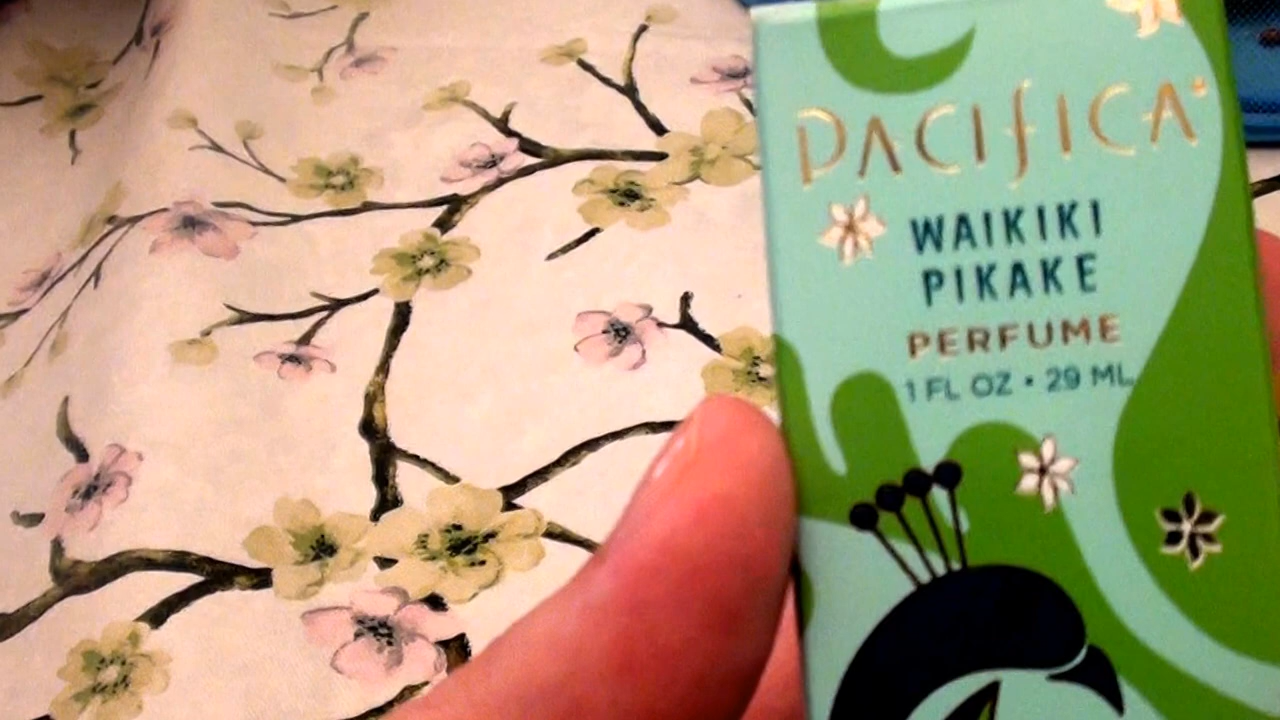 PACIFICA
WAIKIKI
PIKAKE
PERFUME
1 FL OZ • 29 ML